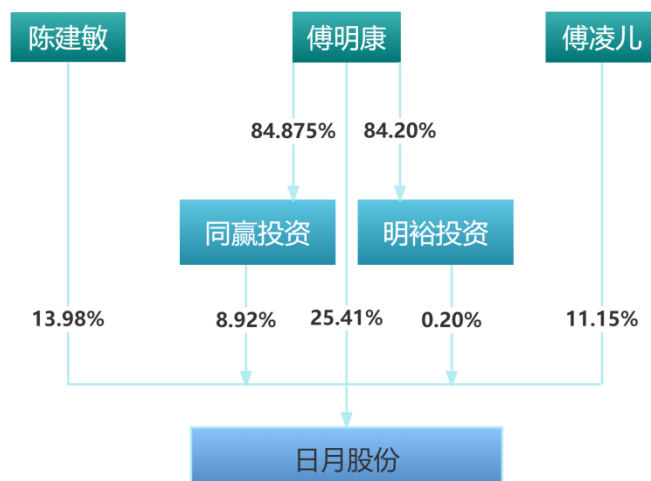 陈建敏
傅明康
傅凌儿
84.875%
84.20%
同赢投资
明裕投资
13.98%
8.92%
25.41%
0.20%
11.15%
日月股份